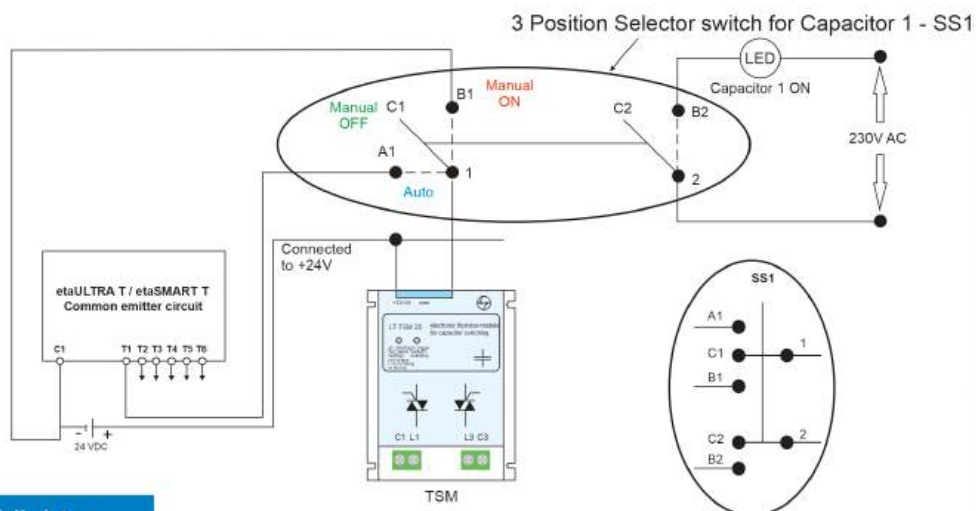 3 Position Selector switch for Capacitor 1 - SS1
LED
Capacitor 1 ON
230V AC
Manual
ON
Manual
OFF
C1
B1
C2
B2
A1
1
2
Auto
Connected
to +24V
etaULTRA T / etaSMART T
Common emitter circuit
C1
T1 T2 T3 T4 T5 T6
- +
24 VDC
LT TSM
electronic thyristor-module
for capacitor switching
C1 L1
L3 C3
TSM
SS1
A1
C1
1
B1
C2
2
B2